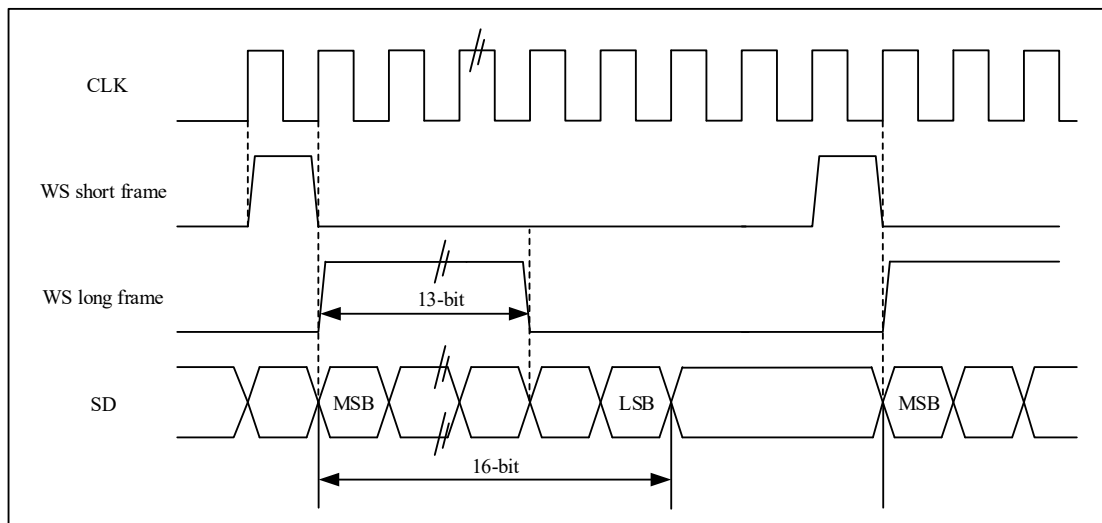 CLK
WS short frame
WS long frame
13-bit
SD
MSB
LSB
MSB
16-bit